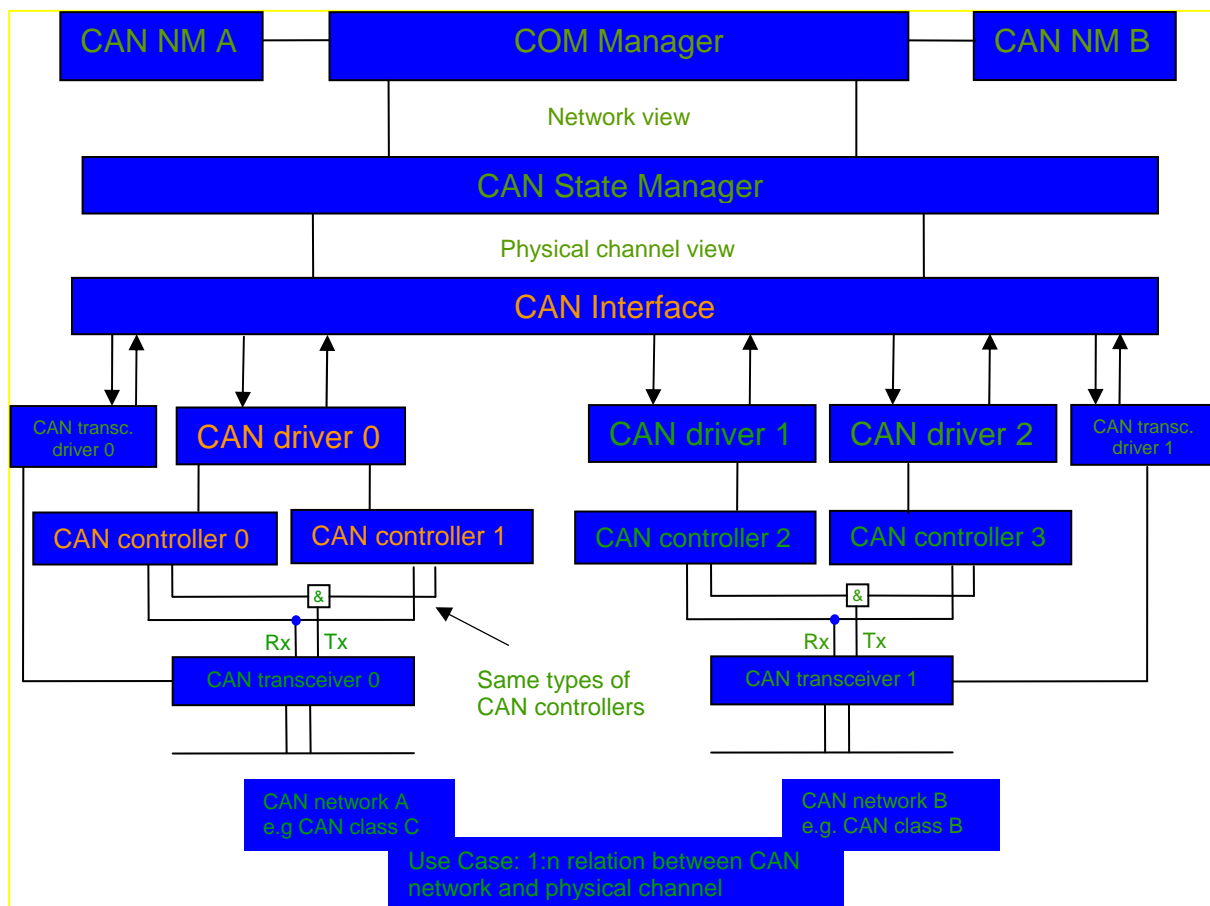 CAN NM A
COM Manager
CAN NM B
Network view
CAN State Manager
Physical channel view
CAN Interface
CAN transc.
driver 0
CAN driver 0
CAN driver 1
CAN driver 2
CAN transc.
driver 1
CAN controller 0
CAN controller 1
CAN controller 2
CAN controller 3
&
&
Rx
Tx
Rx
Tx
CAN transceiver 0
CAN transceiver 1
Same types of
CAN controllers
CAN network A
e.g CAN class C
CAN network B
e.g. CAN class B
Use Case: 1:n relation between CAN
network and physical channel